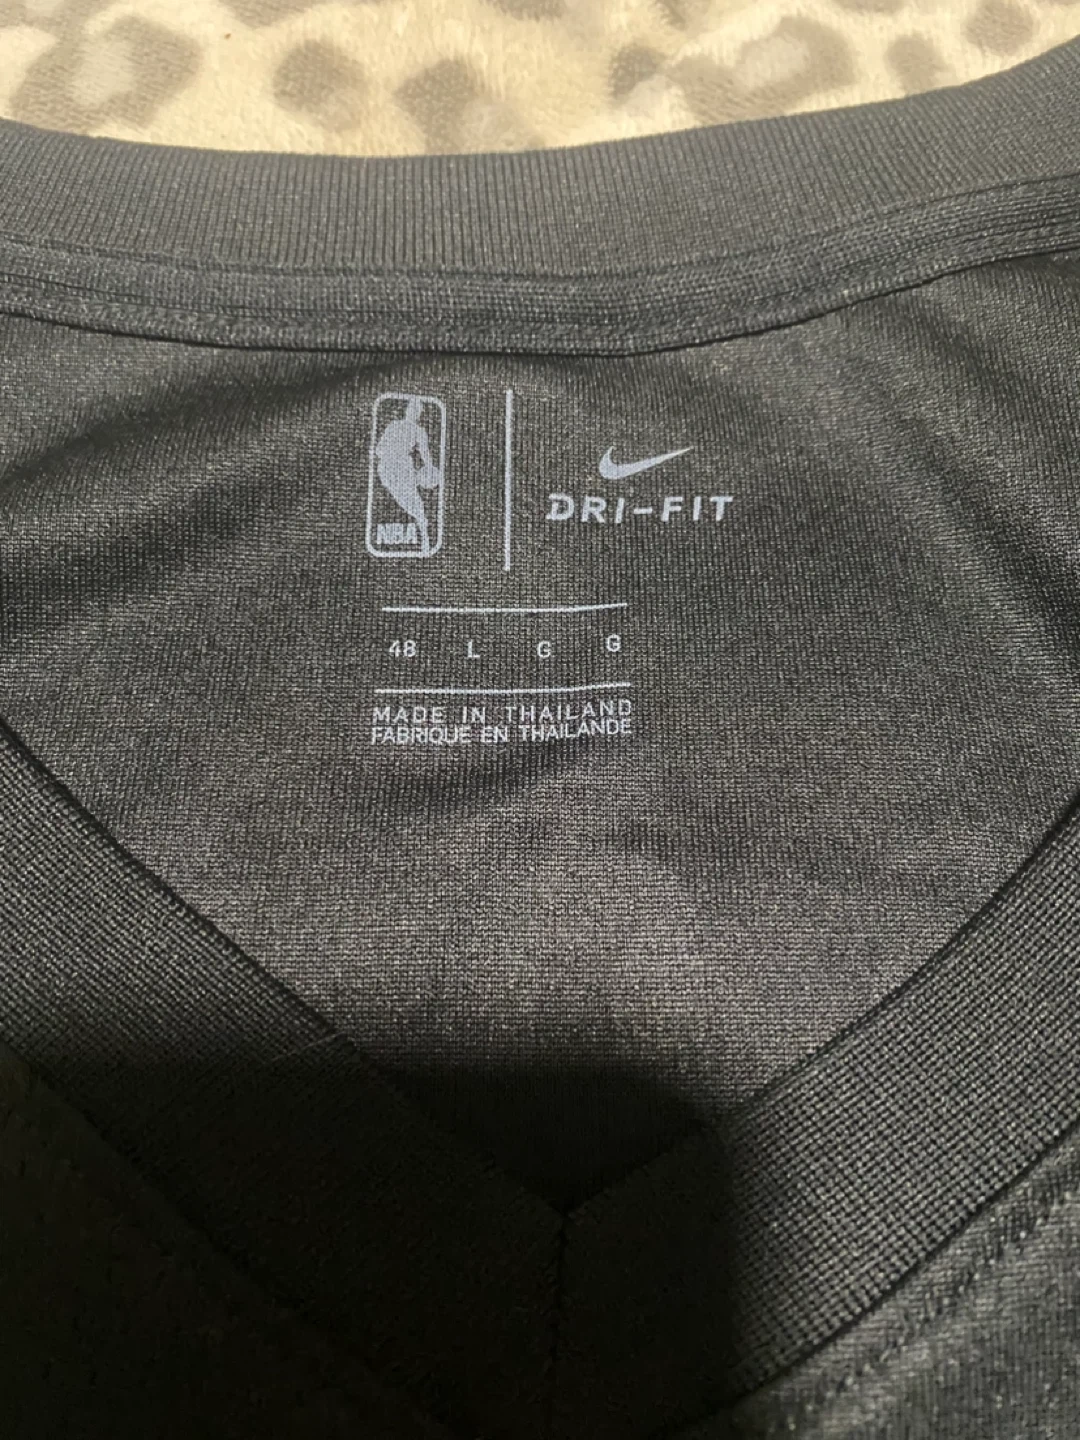 NBA
DRI-FIT
48 L G G
MADE IN THAILAND
FABRIQUE EN THAILANDE